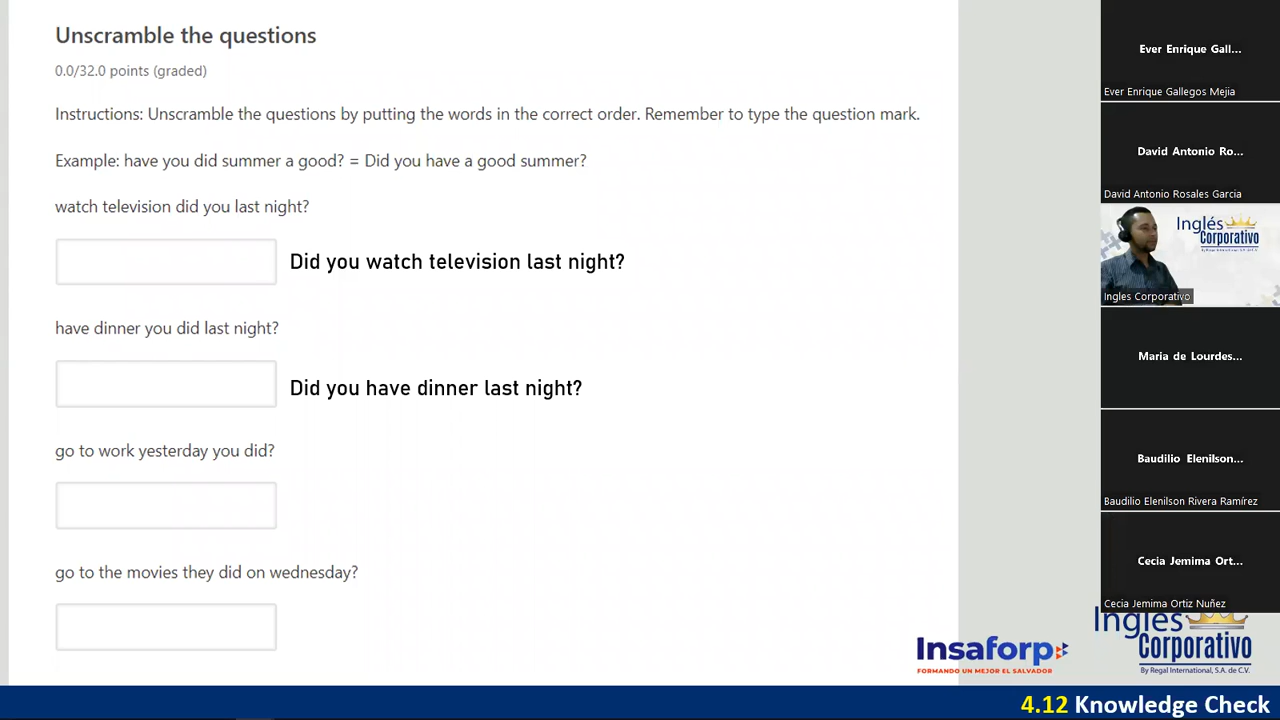 Unscramble the questions
0.0/32.0 points (graded)
Instructions: Unscramble the questions by putting the words in the correct order. Remember to type the question mark.
Example: have you did summer a good? = Did you have a good summer?
watch television did you last night?
Did you watch television last night?
have dinner you did last night?
Did you have dinner last night?
go to work yesterday you did?
go to the movies they did on wednesday?
Insaforp
FORMANDO UN MEJOR EL SALVADOR
Ever Enrique Gall...
Ever Enrique Gallegos Mejia
David Antonio Ro...
David Antonio Rosales Garcia
Inglés
Corporativo
By Regal International, S.A. de C.V.
Ingles Corporativo
Maria de Lourdes...
Baudilio Elenilson...
Baudilio Elenilson Rivera Ramírez
Cecia Jemima Ort...
Cecia Jemima Ortiz Nuñez
Ingles
Corporativo
By Regal International, S.A. de C.V.
4.12 Knowledge Check